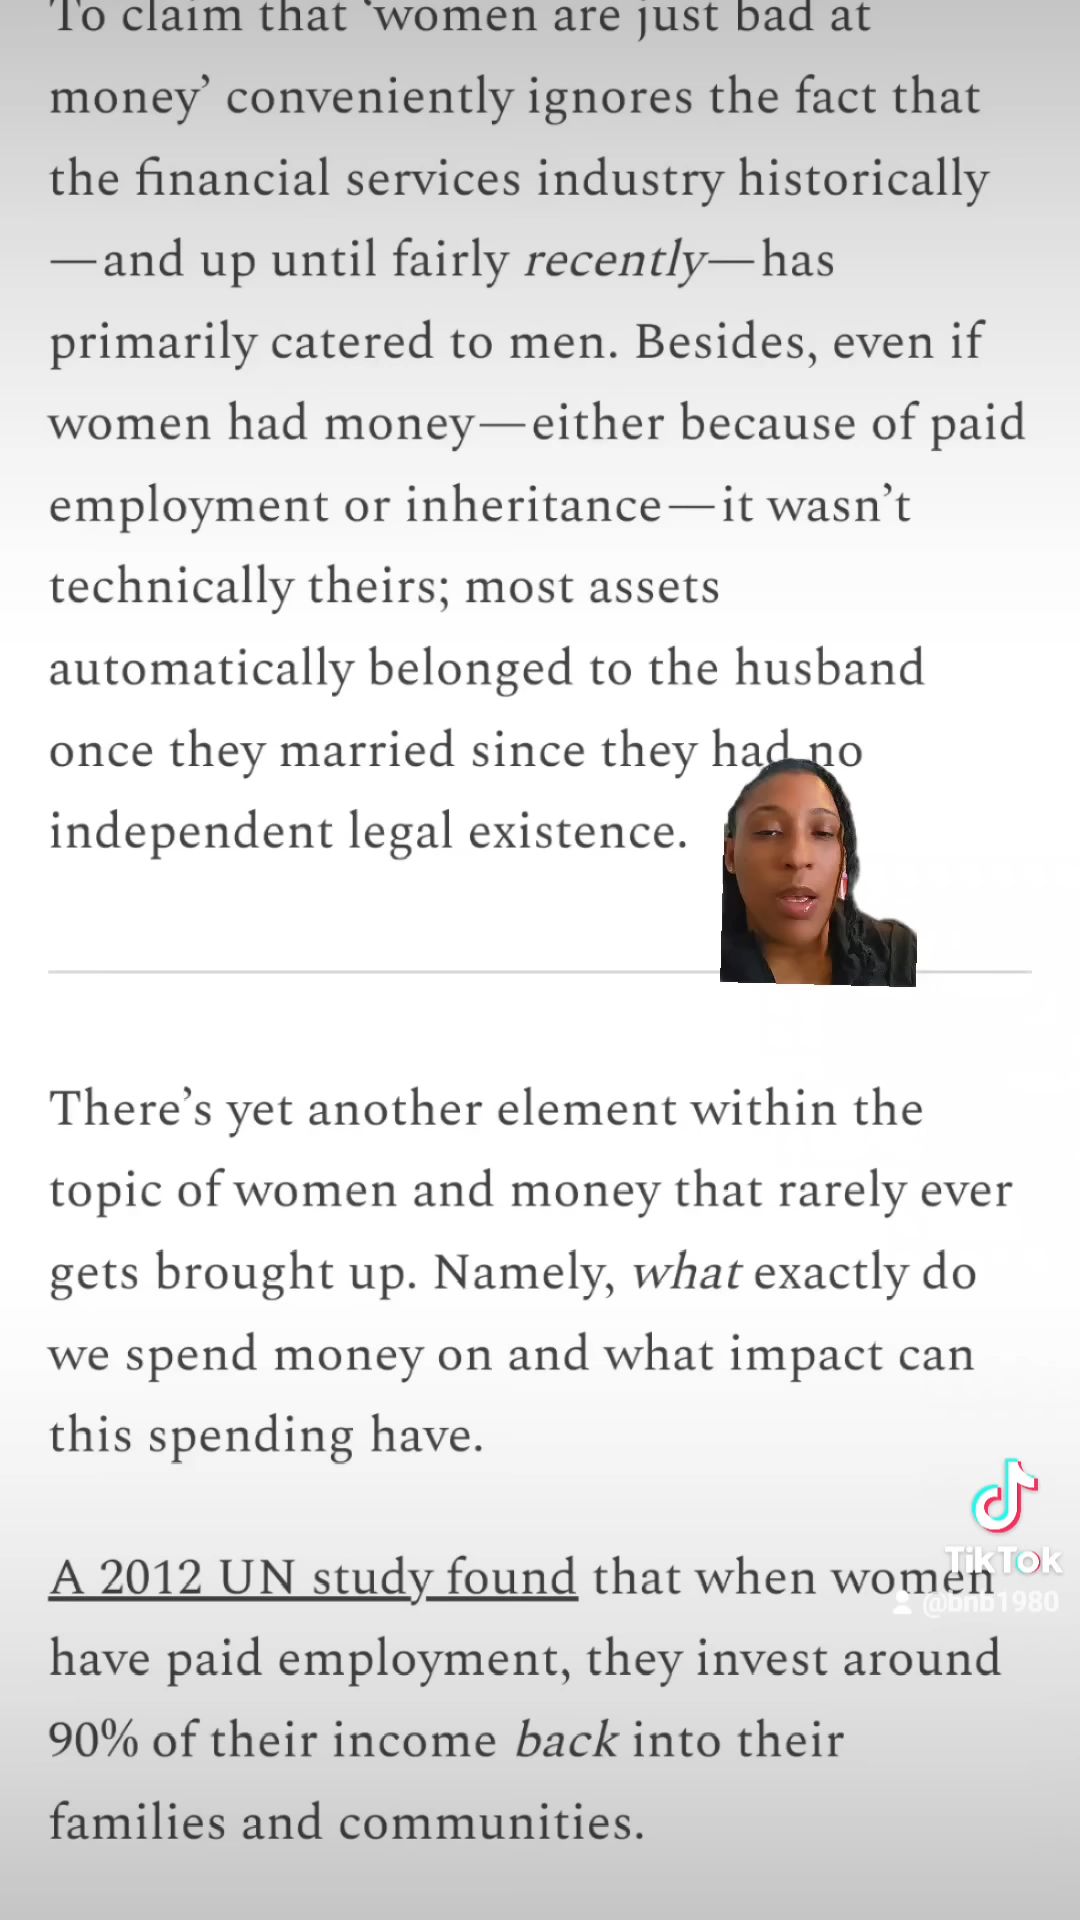 To claim that ‘women are just bad at
money’ conveniently ignores the fact that
the financial services industry historically
—and up until fairly recently—has
primarily catered to men. Besides, even if
women had money—either because of paid
employment or inheritance—it wasn’t
technically theirs; most assets
automatically belonged to the husband
once they married since they had no
independent legal existence.
There’s yet another element within the
topic of women and money that rarely ever
gets brought up. Namely, what exactly do
we spend money on and what impact can
this spending have.
A 2012 UN study found that when women
have paid employment, they invest around
90% of their income back into their
families and communities.
TikTok
@bnb1980